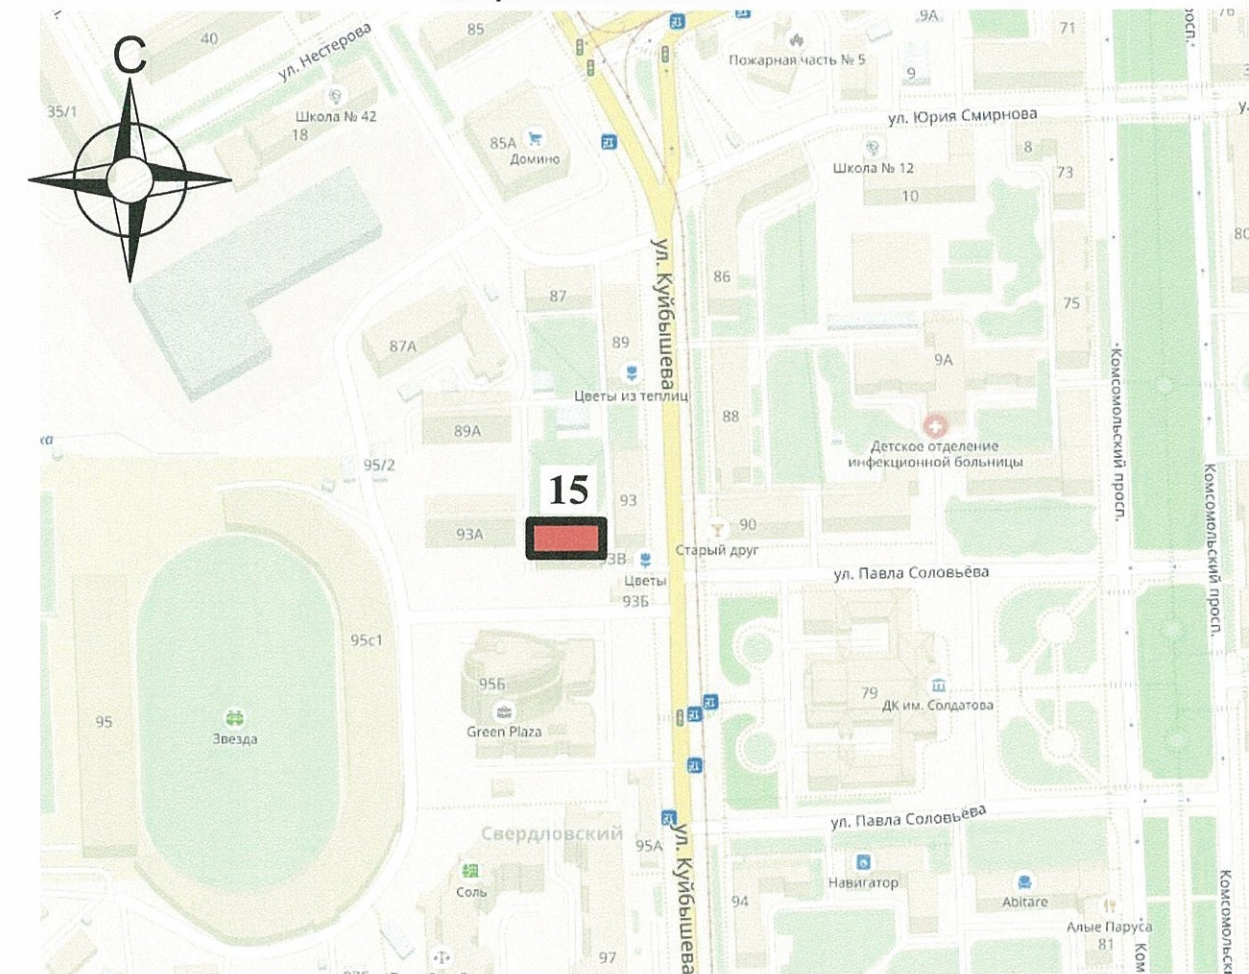 С
40
ул. Нестерова
85
9А
71
76
Пожарная часть № 5
9
35/1
Школа № 42
18
85А
Домино
ул. Юрия Смирнова
8
Школа № 12
73
10
80
87
ул. Куйбышева
86
75
87А
89
9А
Цветы из теплиц
88
89А
Детское отделение
инфекционной больницы
Комсомольский просп.
95/2
15
93
93А
90
Старый друг
93В
Цветы
93Б
ул. Павла Соловьёва
Комсомольский просп.
95с1
95Б
Green Plaza
79
ДК им. Солдатова
95
Звезда
Свердловский
95А
ул. Павла Соловьёва
ул. Куйбышева
Соль
Навигатор
Abitare
94
Алые Паруса
81
97